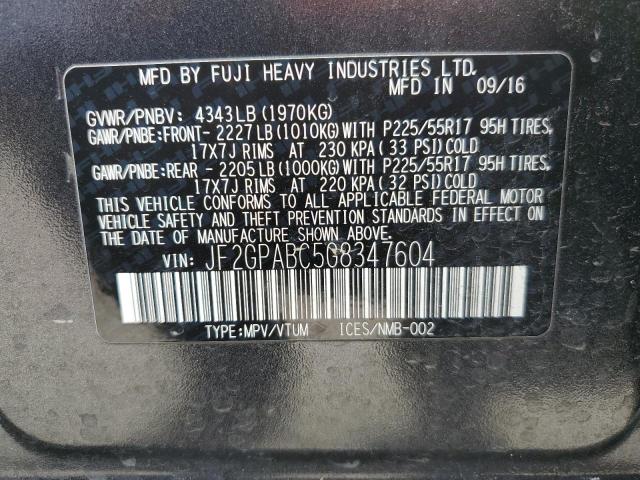 MFD BY FUJI HEAVY INDUSTRIES LTD.
MFD IN 09/16
GVWR/PNBV: 4343LB(1970KG)
GAWR/PNBE:FRONT-2227LB(1010KG)WITH P225/55R17 95H TIRES,
17X7J RIMS AT 230 KPA(33 PSI)COLD
GAWR/PNBE:REAR -2205LB(1000KG)WITH P225/55R17 95H TIRES,
17X7J RIMS AT 220 KPA(32 PSI)COLD
THIS VEHICLE CONFORMS TO ALL APPLICABLE FEDERAL MOTOR
VEHICLE SAFETY AND THEFT PREVENTION STANDARDS IN EFFECT
ON THE DATE OF MANUFACTURE SHOWN ABOVE.
VIN: JF2GPABC5G8347604
TYPE:MPV/VTUM ICES/NMB-002